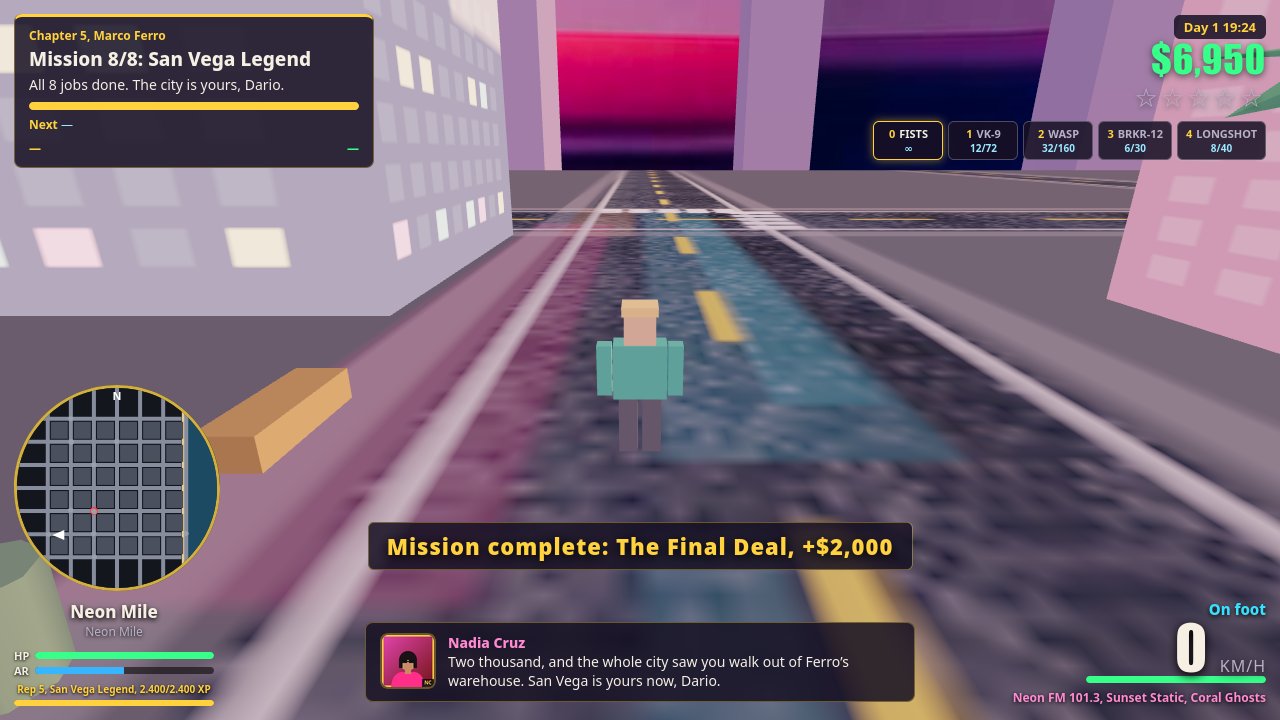 Chapter 5, Marco Ferro
Mission 8/8: San Vega Legend
All 8 jobs done. The city is yours, Dario.
Next —
— —
Day 1 19:24
$6,950
0 FISTS
∞
1 VK-9
12/72
2 WASP
32/160
3 BRKR-12
6/30
4 LONGSHOT
8/40
N
Neon Mile
Neon Mile
HP
AR
Rep 5, San Vega Legend, 2.400/2.400 XP
Mission complete: The Final Deal, +$2,000
NC
Nadia Cruz
Two thousand, and the whole city saw you walk out of Ferro's
warehouse. San Vega is yours now, Dario.
On foot
0 KM/H
Neon FM 101.3, Sunset Static, Coral Ghosts